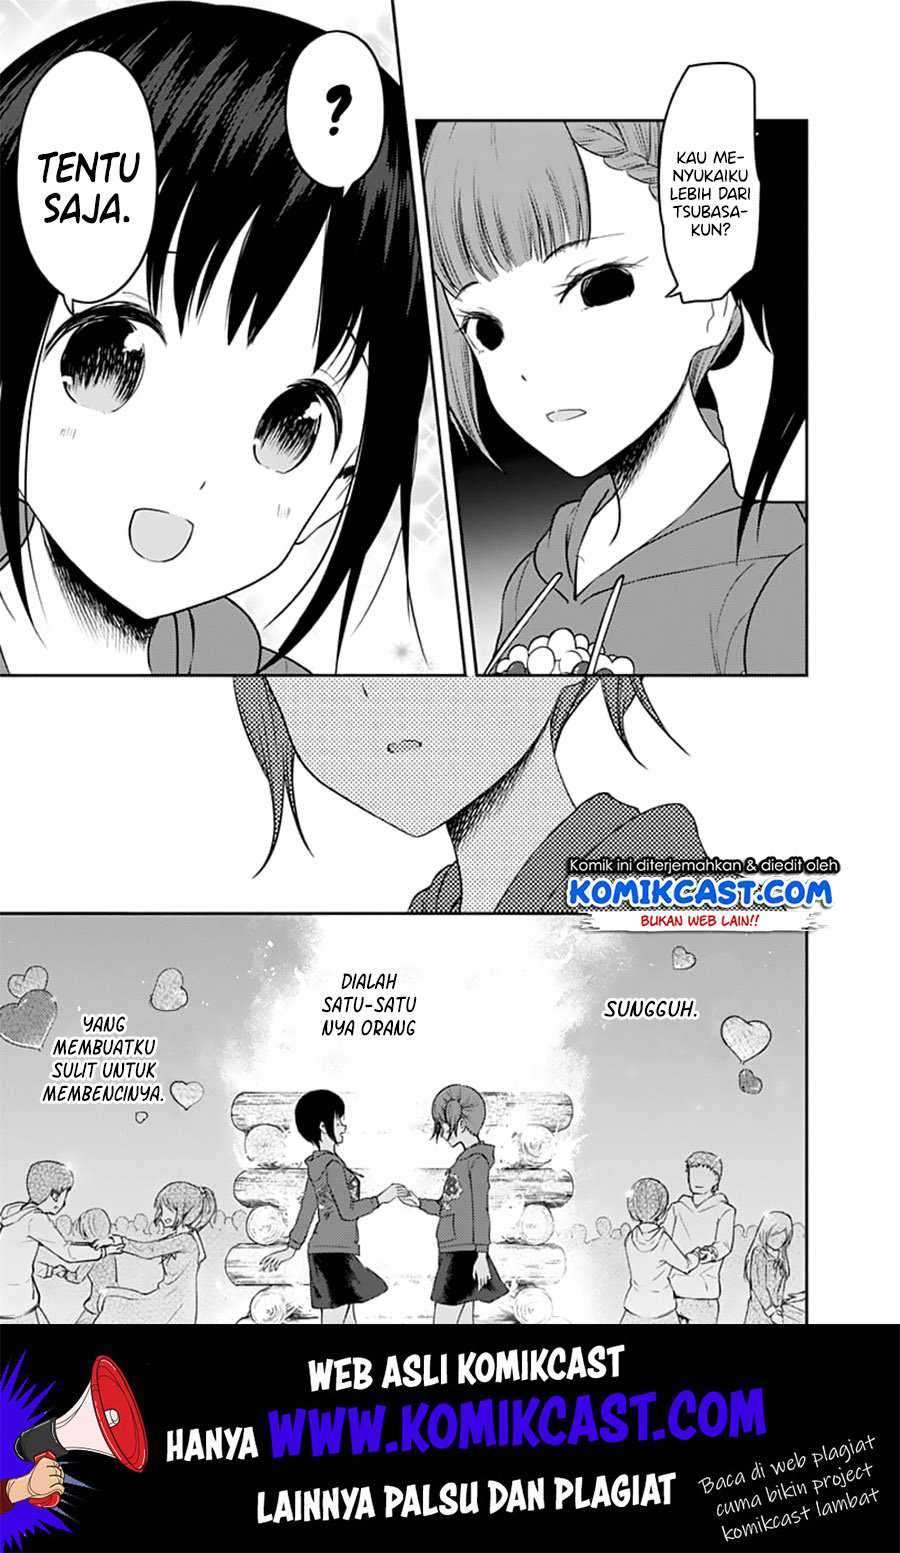 KAU ME-
NYUKAIKU
LEBIH DARI
TSUBASA-
KUN?
?
TENTU
SAJA.
Komik ini diterjemahkan & diedit oleh
KOMIKCAST.COM
BUKAN WEB LAIN!!
SUNGGUH.
DIALAH
SATU-SATU
NYA ORANG
YANG
MEMBUATKU
SULIT UNTUK
MEMBENCINYA.
WEB ASLI KOMIKCAST
HANYA WWW.KOMIKCAST.COM
LAINNYA PALSU DAN PLAGIAT
Baca di web plagiat
cuma bikin project
komikcast lambat